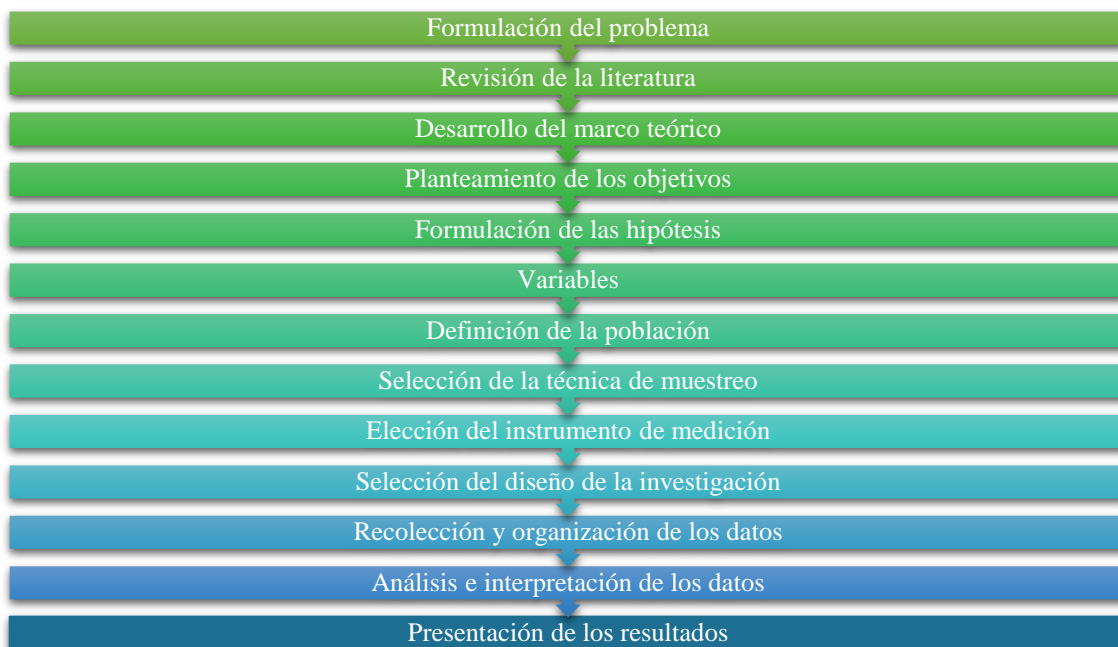 Formulación del problema
Revisión de la literatura
Desarrollo del marco teórico
Planteamiento de los objetivos
Formulación de las hipótesis
Variables
Definición de la población
Selección de la técnica de muestreo
Elección del instrumento de medición
Selección del diseño de la investigación
Recolección y organización de los datos
Análisis e interpretación de los datos
Presentación de los resultados